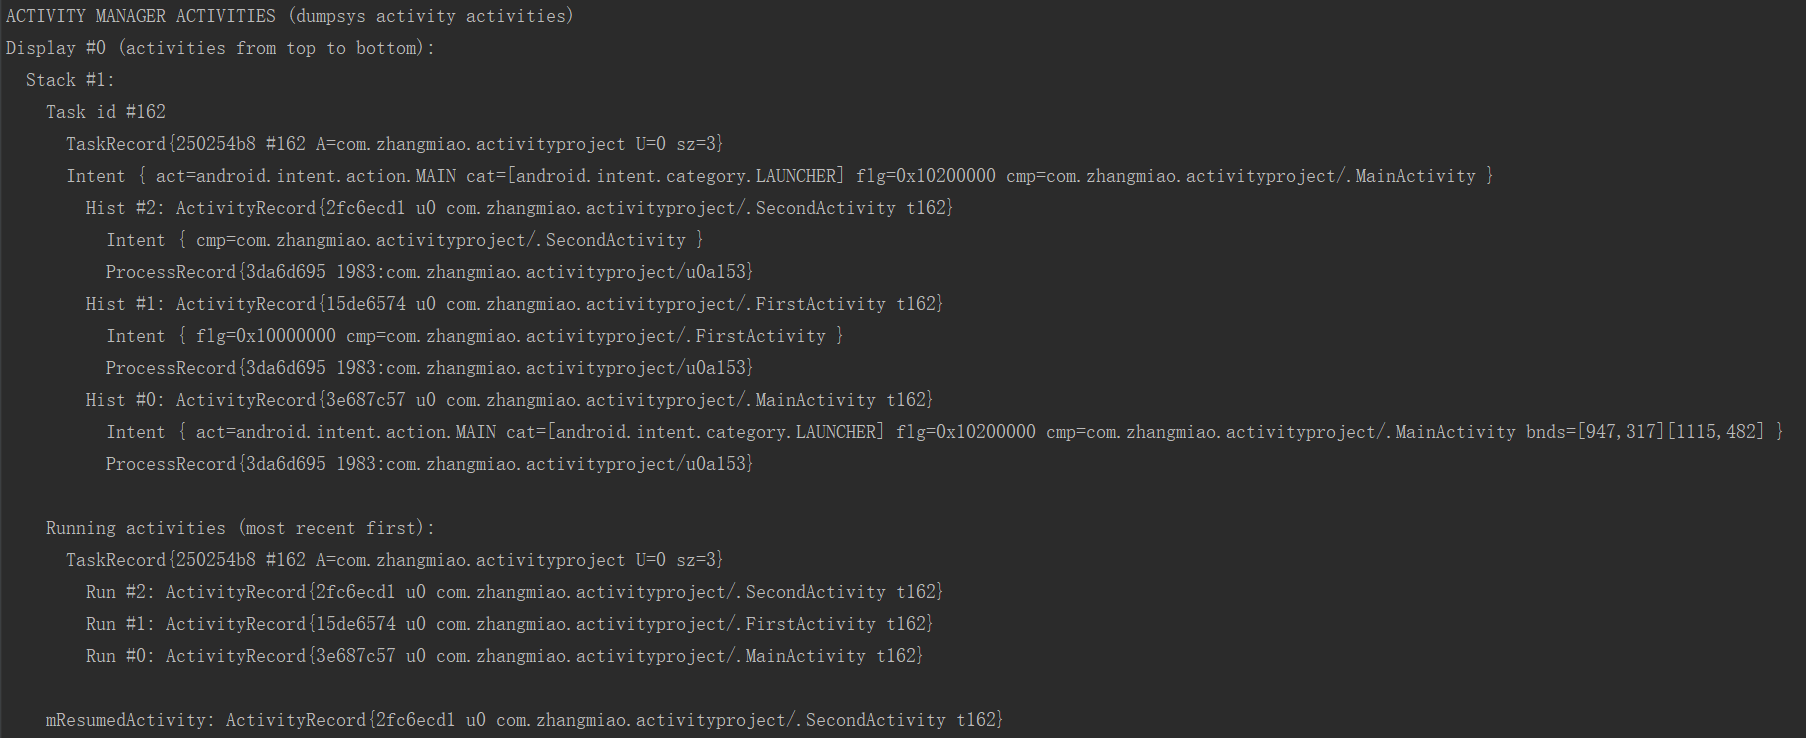 ACTIVITY MANAGER ACTIVITIES (dumpsys activity activities)
Display #0 (activities from top to bottom):
Stack #1:
Task id #162
TaskRecord{250254b8 #162 A=com.zhangmiao.activityproject U=0 sz=3}
Intent { act=android.intent.action.MAIN cat=[android.intent.category.LAUNCHER] flg=0x10200000 cmp=com.zhangmiao.activityproject/.MainActivity }
Hist #2: ActivityRecord{2fc6ecd1 u0 com.zhangmiao.activityproject/.SecondActivity t162}
Intent { cmp=com.zhangmiao.activityproject/.SecondActivity }
ProcessRecord{3da6d695 1983:com.zhangmiao.activityproject/u0a153}
Hist #1: ActivityRecord{15de6574 u0 com.zhangmiao.activityproject/.FirstActivity t162}
Intent { flg=0x10000000 cmp=com.zhangmiao.activityproject/.FirstActivity }
ProcessRecord{3da6d695 1983:com.zhangmiao.activityproject/u0a153}
Hist #0: ActivityRecord{3e687c57 u0 com.zhangmiao.activityproject/.MainActivity t162}
Intent { act=android.intent.action.MAIN cat=[android.intent.category.LAUNCHER] flg=0x10200000 cmp=com.zhangmiao.activityproject/.MainActivity bnds=[947,317][1115,482] }
ProcessRecord{3da6d695 1983:com.zhangmiao.activityproject/u0a153}
Running activities (most recent first):
TaskRecord{250254b8 #162 A=com.zhangmiao.activityproject U=0 sz=3}
Run #2: ActivityRecord{2fc6ecd1 u0 com.zhangmiao.activityproject/.SecondActivity t162}
Run #1: ActivityRecord{15de6574 u0 com.zhangmiao.activityproject/.FirstActivity t162}
Run #0: ActivityRecord{3e687c57 u0 com.zhangmiao.activityproject/.MainActivity t162}
mResumedActivity: ActivityRecord{2fc6ecd1 u0 com.zhangmiao.activityproject/.SecondActivity t162}